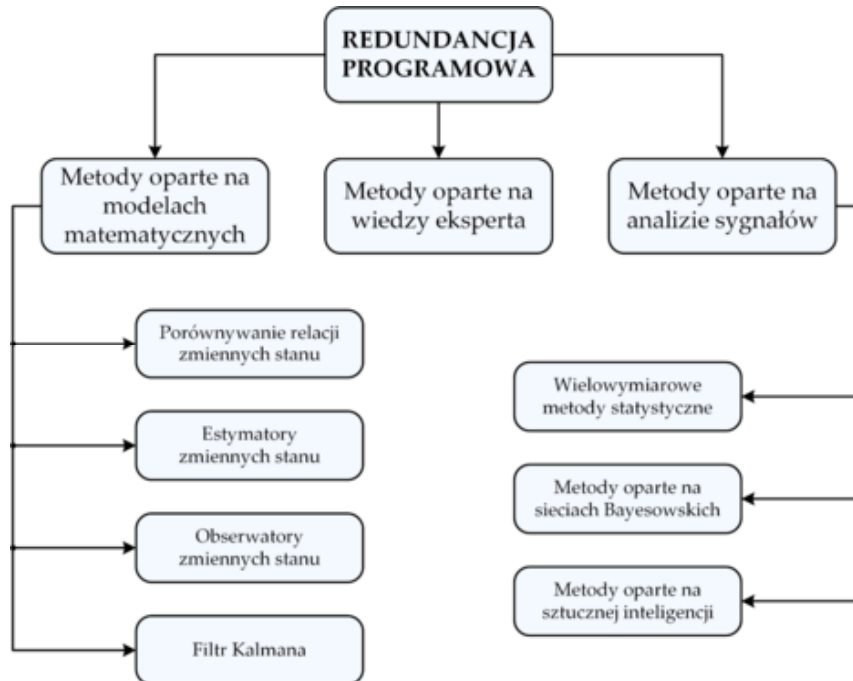 REDUNDANCJA
PROGRAMOWA
Metody oparte na
modelach
matematycznych
Metody oparte na
wiedzy eksperta
Metody oparte na
analizie sygnałów
Porównywanie relacji
zmiennych stanu
Estymatory
zmiennych stanu
Obserwatory
zmiennych stanu
Filtr Kalmana
Wielowymiarowe
metody statystyczne
Metody oparte na
sieciach Bayesowskich
Metody oparte na
sztucznej inteligencji